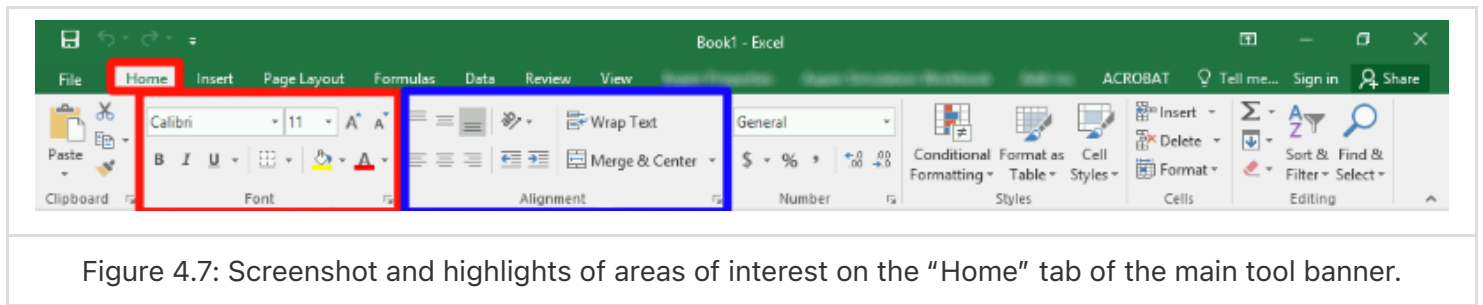 Book1 - Excel
File Home Insert Page Layout Formulas Data Review View ACROBAT Tell me... Sign in Share
Calibri 11 A A Wrap Text General Insert
Paste B I U A Merge & Center $ % , Conditional Formatting Format as Table Cell Styles Delete Sort & Filter Find & Select
Format
Clipboard Font Alignment Number Styles Cells Editing
Figure 4.7: Screenshot and highlights of areas of interest on the “Home” tab of the main tool banner.